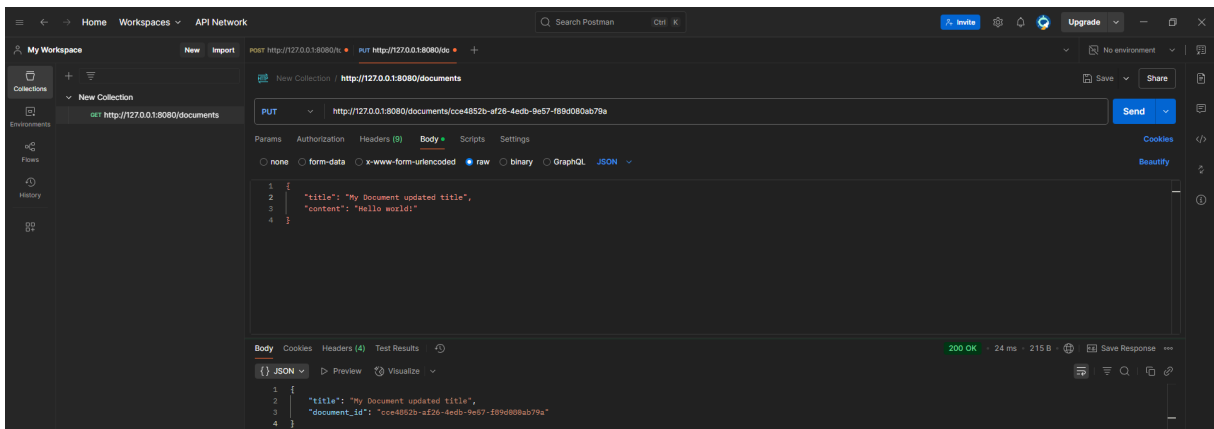 Home Workspaces API Network Search Postman Ctrl K Invite Upgrade
My Workspace New Import POST http://127.0.0.1:8080/tc PUT http://127.0.0.1:8080/do No environment
Collections
New Collection / http://127.0.0.1:8080/documents Save Share
New Collection
GET http://127.0.0.1:8080/documents
PUT http://127.0.0.1:8080/documents/cce4852b-af26-4edb-9e57-f89d080ab79a Send
Environments
Params Authorization Headers (9) Body Scripts Settings Cookies
Flows
none form-data x-www-form-urlencoded raw binary GraphQL JSON Beautify
History
1 {
2 "title": "My Document updated title",
3 "content": "Hello world!"
4 }
Body Cookies Headers (4) Test Results 200 OK 24 ms 215 B Save Response
{} JSON Preview Visualize
1 {
2 "title": "My Document updated title",
3 "document_id": "cce4852b-af26-4edb-9e57-f89d080ab79a"
4 }